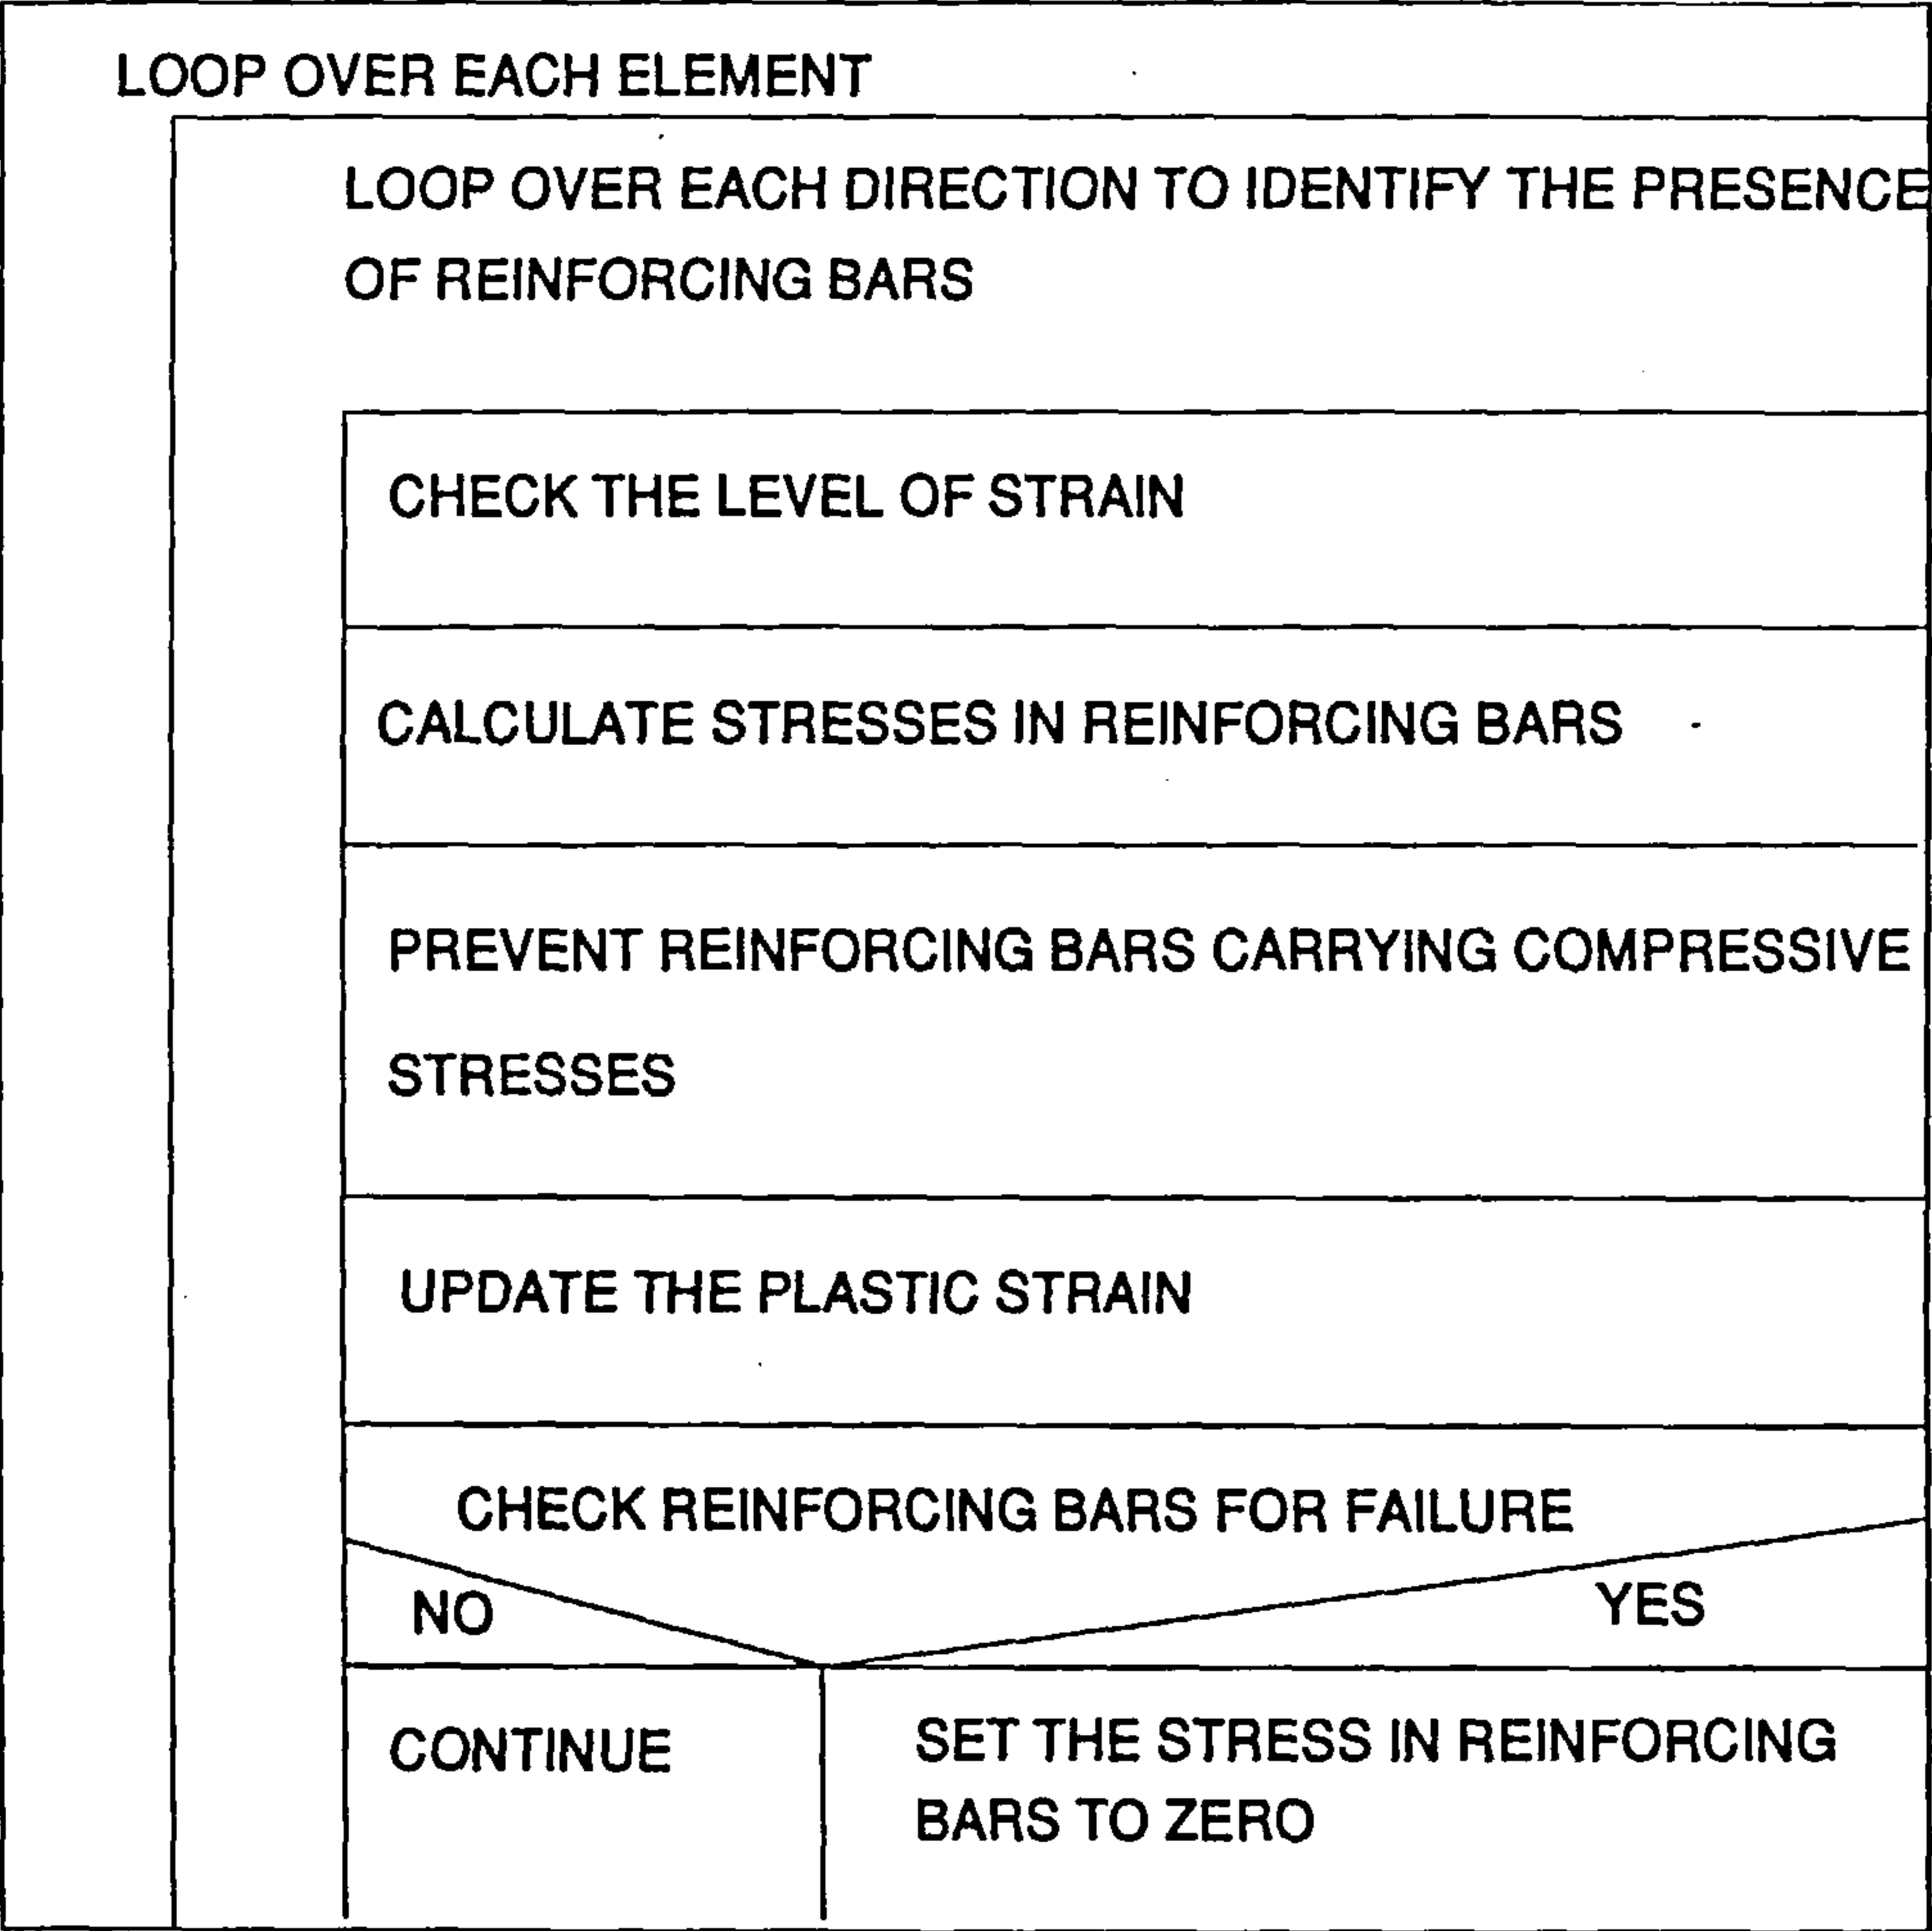 LOOP OVER EACH ELEMENT
LOOP OVER EACH DIRECTION TO IDENTIFY THE PRESENCE
OF REINFORCING BARS
CHECK THE LEVEL OF STRAIN
CALCULATE STRESSES IN REINFORCING BARS
PREVENT REINFORCING BARS CARRYING COMPRESSIVE
STRESSES
UPDATE THE PLASTIC STRAIN
CHECK REINFORCING BARS FOR FAILURE
NO YES
CONTINUE
SET THE STRESS IN REINFORCING
BARS TO ZERO